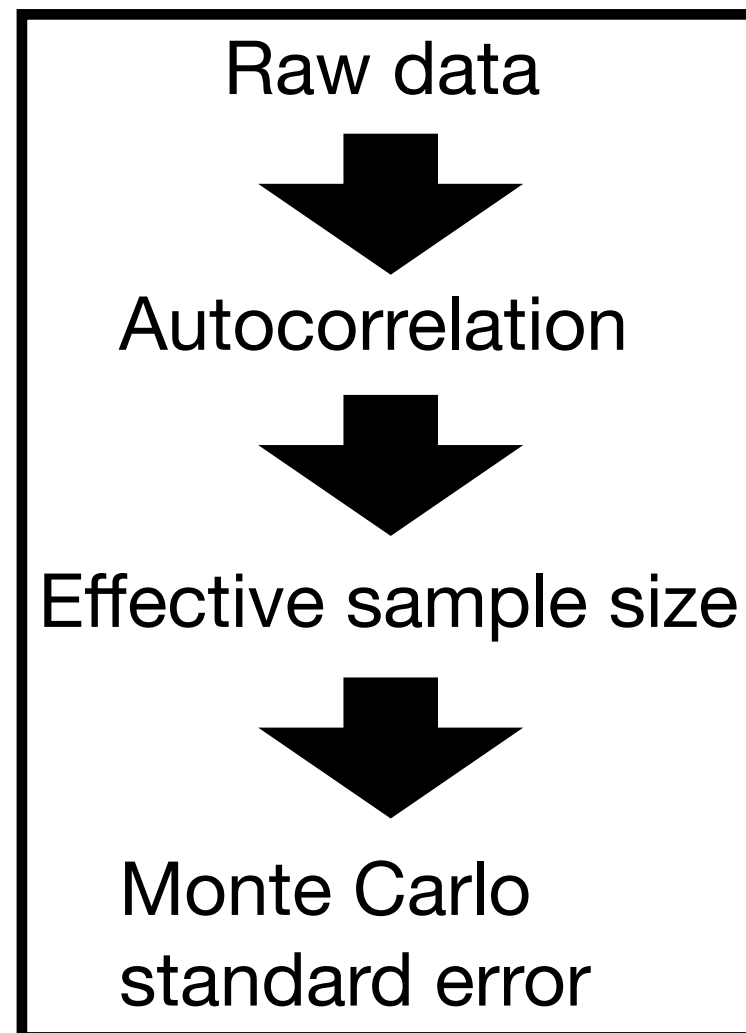 Raw data
Autocorrelation
Effective sample size
Monte Carlo
standard error